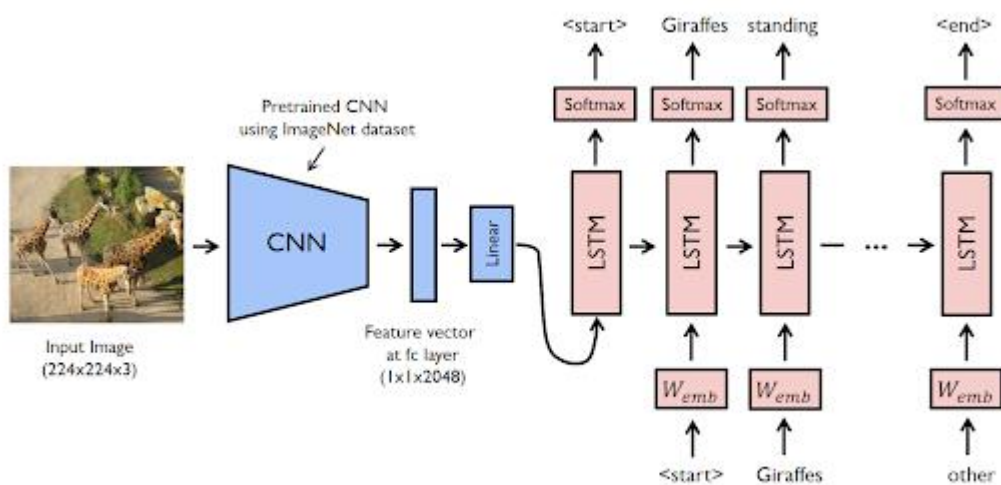 <start> Giraffes standing <end>
Softmax Softmax Softmax Softmax
Pretrained CNN
using ImageNet dataset
CNN
Linear
LSTM LSTM LSTM ... LSTM
Input Image
(224x224x3)
Feature vector
at fc layer
(1x1x2048)
W_emb W_emb W_emb
<start> Giraffes other